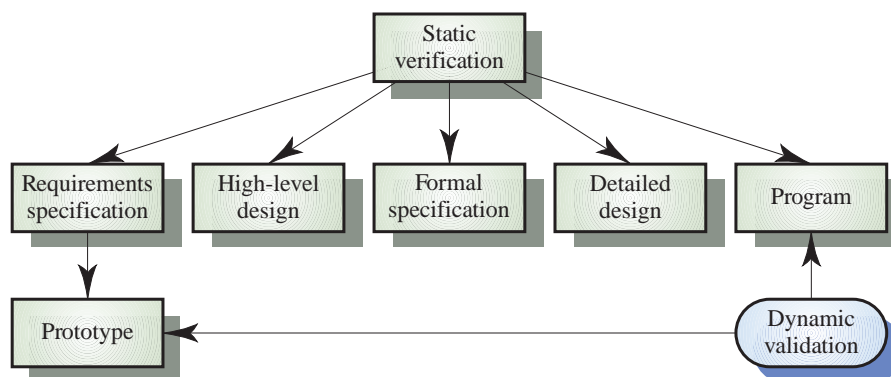 Static
verification
Requirements
specification
High-level
design
Formal
specification
Detailed
design
Program
Prototype
Dynamic
validation